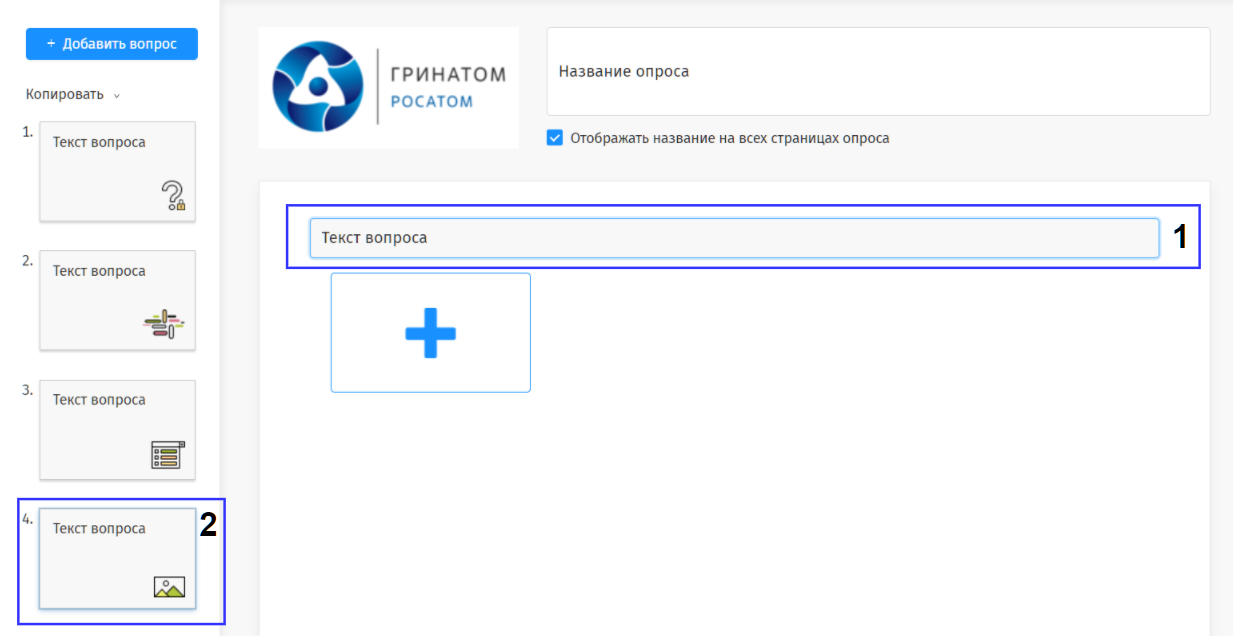 + Добавить вопрос
Копировать
1.
Текст вопроса
2.
Текст вопроса
3.
Текст вопроса
4.
Текст вопроса
2
ГРИНАТОМ
РОСАТОМ
Название опроса
Отображать название на всех страницах опроса
Текст вопроса
1